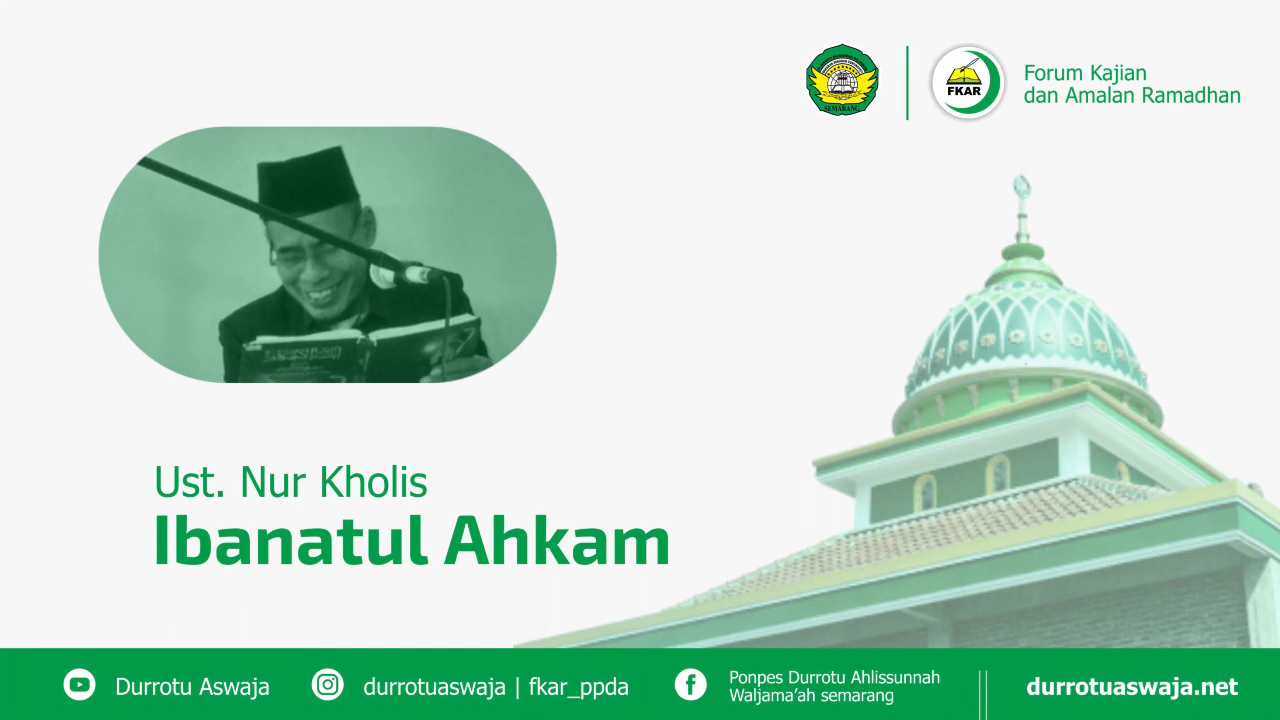 SEMARANG
FKAR
Forum Kajian
dan Amalan Ramadhan
Ust. Nur Kholis
Ibanatul Ahkam
Durrotu Aswaja
durrotuaswaja | fkar_ppda
Ponpes Durrotu Ahlissunnah
Waljama’ah semarang
durrotuaswaja.net